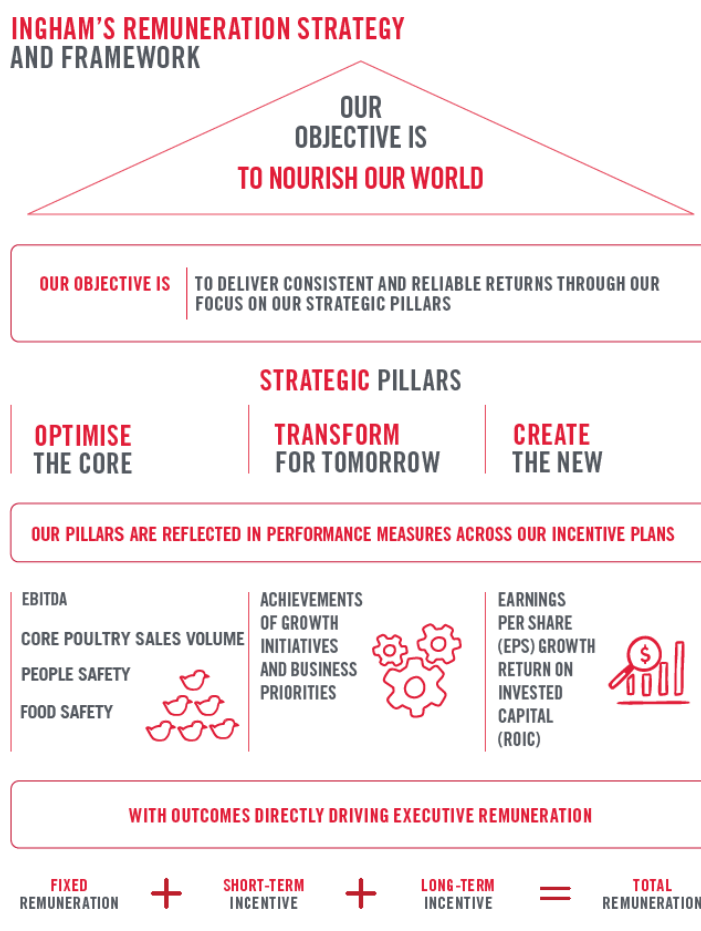 INGHAM'S REMUNERATION STRATEGY
AND FRAMEWORK
OUR
OBJECTIVE IS
TO NOURISH OUR WORLD
OUR OBJECTIVE IS
TO DELIVER CONSISTENT AND RELIABLE RETURNS THROUGH OUR
FOCUS ON OUR STRATEGIC PILLARS
STRATEGIC PILLARS
OPTIMISE
THE CORE
TRANSFORM
FOR TOMORROW
CREATE
THE NEW
OUR PILLARS ARE REFLECTED IN PERFORMANCE MEASURES ACROSS OUR INCENTIVE PLANS
EBITDA
CORE POULTRY SALES VOLUME
PEOPLE SAFETY
FOOD SAFETY
ACHIEVEMENTS
OF GROWTH
INITIATIVES
AND BUSINESS
PRIORITIES
EARNINGS
PER SHARE
(EPS) GROWTH
RETURN ON
INVESTED
CAPITAL
(ROIC)
$
WITH OUTCOMES DIRECTLY DRIVING EXECUTIVE REMUNERATION
FIXED
REMUNERATION
+
SHORT-TERM
INCENTIVE
+
LONG-TERM
INCENTIVE
=
TOTAL
REMUNERATION